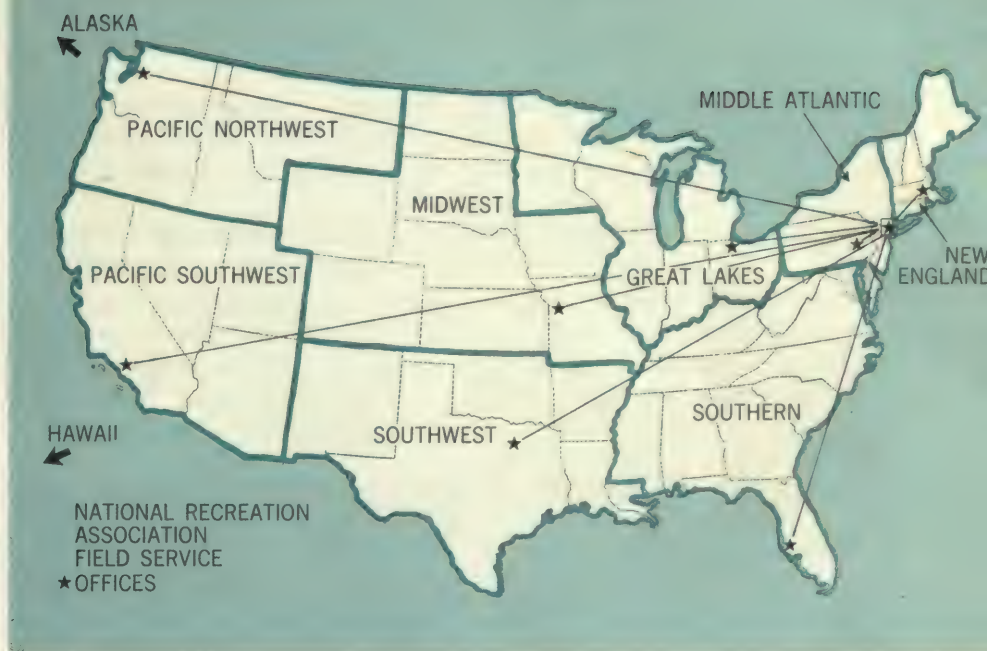 ALASKA
MIDDLE ATLANTIC
PACIFIC NORTHWEST
MIDWEST
PACIFIC SOUTHWEST
GREAT LAKES
NEW
ENGLAND
SOUTHERN
SOUTHWEST
HAWAII
NATIONAL RECREATION
ASSOCIATION
FIELD SERVICE
★ OFFICES